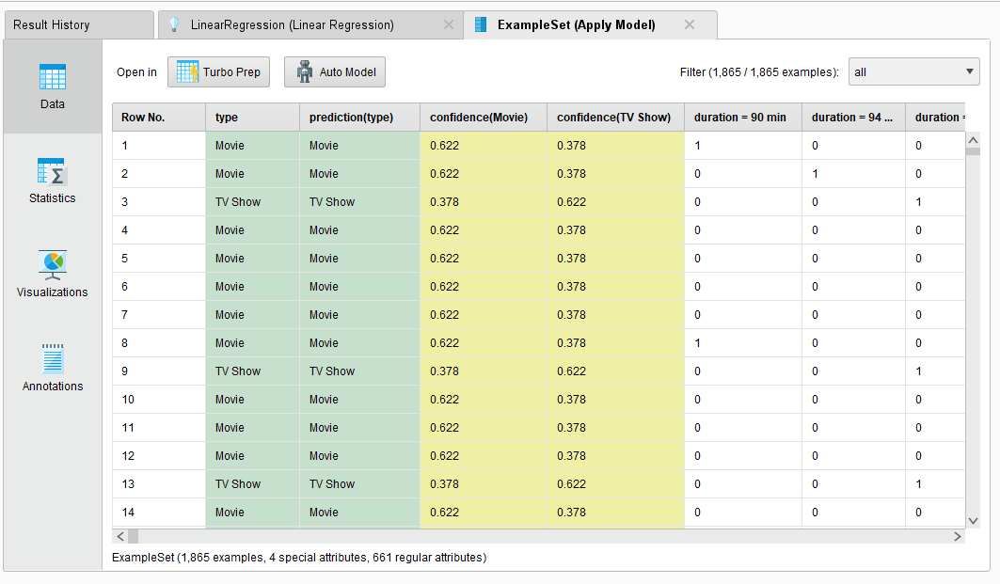 Result History LinearRegression (Linear Regression) ExampleSet (Apply Model)
Open in Turbo Prep Auto Model Filter (1,865 / 1,865 examples): all
Data
Statistics
Visualizations
Annotations
Row No. type prediction(type) confidence(Movie) confidence(TV Show) duration = 90 min duration = 94 ... duration =
1 Movie Movie 0.622 0.378 1 0 0
2 Movie Movie 0.622 0.378 0 1 0
3 TV Show TV Show 0.378 0.622 0 0 1
4 Movie Movie 0.622 0.378 0 0 0
5 Movie Movie 0.622 0.378 0 0 0
6 Movie Movie 0.622 0.378 0 0 0
7 Movie Movie 0.622 0.378 0 0 0
8 Movie Movie 0.622 0.378 1 0 0
9 TV Show TV Show 0.378 0.622 0 0 1
10 Movie Movie 0.622 0.378 0 0 0
11 Movie Movie 0.622 0.378 0 0 0
12 Movie Movie 0.622 0.378 0 0 0
13 TV Show TV Show 0.378 0.622 0 0 1
14 Movie Movie 0.622 0.378 0 0 0
ExampleSet (1,865 examples, 4 special attributes, 661 regular attributes)